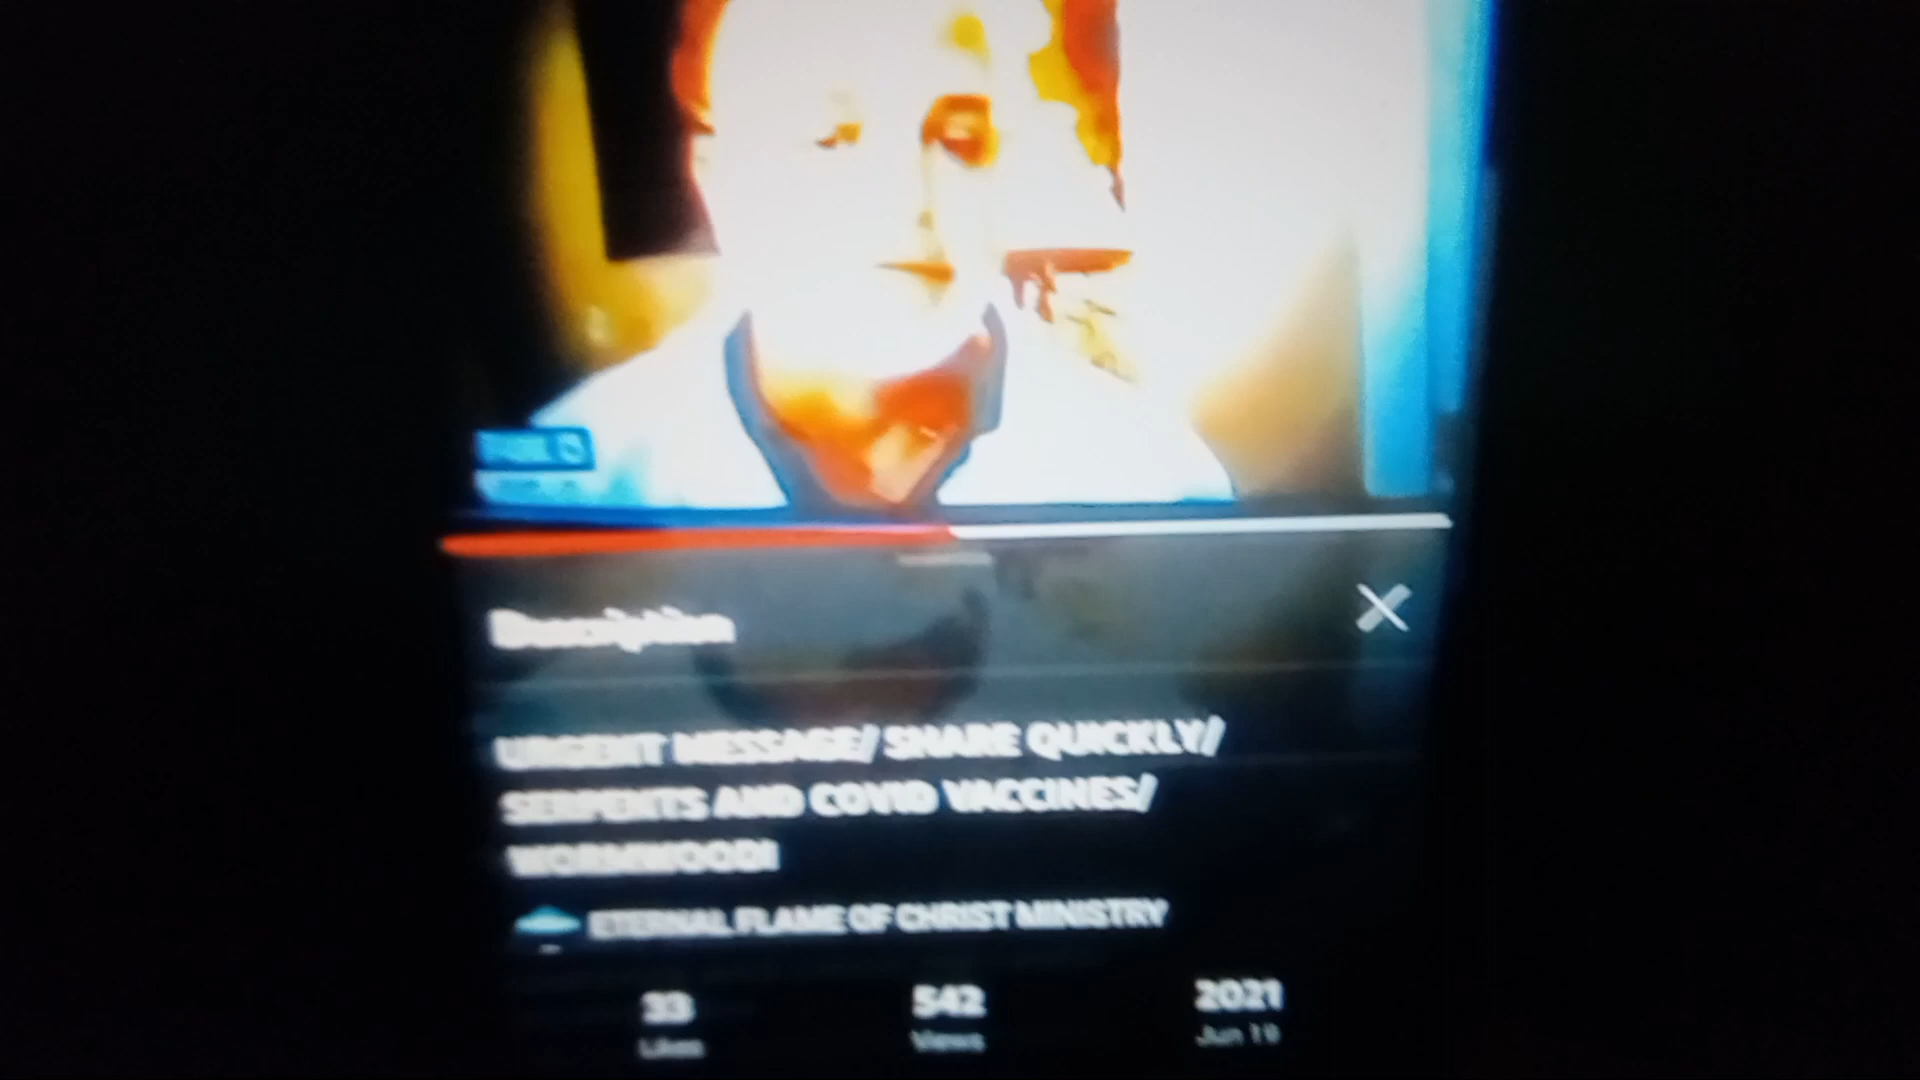 Description
URGENT MESSAGE/ SHARE QUICKLY/
SERPENTS AND COVID VACCINES/
WORMWOOD!
ETERNAL FLAME OF CHRIST MINISTRY
33 542 2021
Likes Views Jun 19